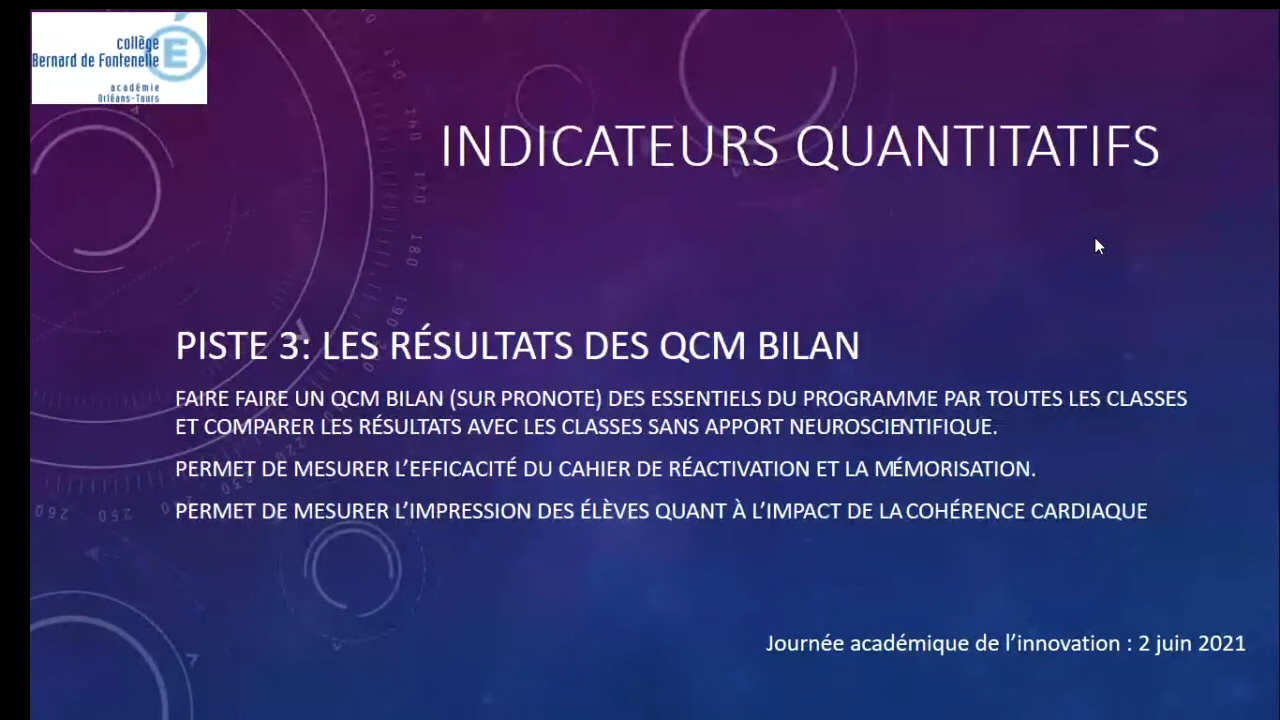 collège
Bernard de Fontenelle
académie
Orléans-Tours
INDICATEURS QUANTITATIFS
PISTE 3: LES RÉSULTATS DES QCM BILAN
FAIRE FAIRE UN QCM BILAN (SUR PRONOTE) DES ESSENTIELS DU PROGRAMME PAR TOUTES LES CLASSES
ET COMPARER LES RÉSULTATS AVEC LES CLASSES SANS APPORT NEUROSCIENTIFIQUE.
PERMET DE MESURER L’EFFICACITÉ DU CAHIER DE RÉACTIVATION ET LA MÉMORISATION.
PERMET DE MESURER L’IMPRESSION DES ÉLÈVES QUANT À L’IMPACT DE LA COHÉRENCE CARDIAQUE
Journée académique de l’innovation : 2 juin 2021